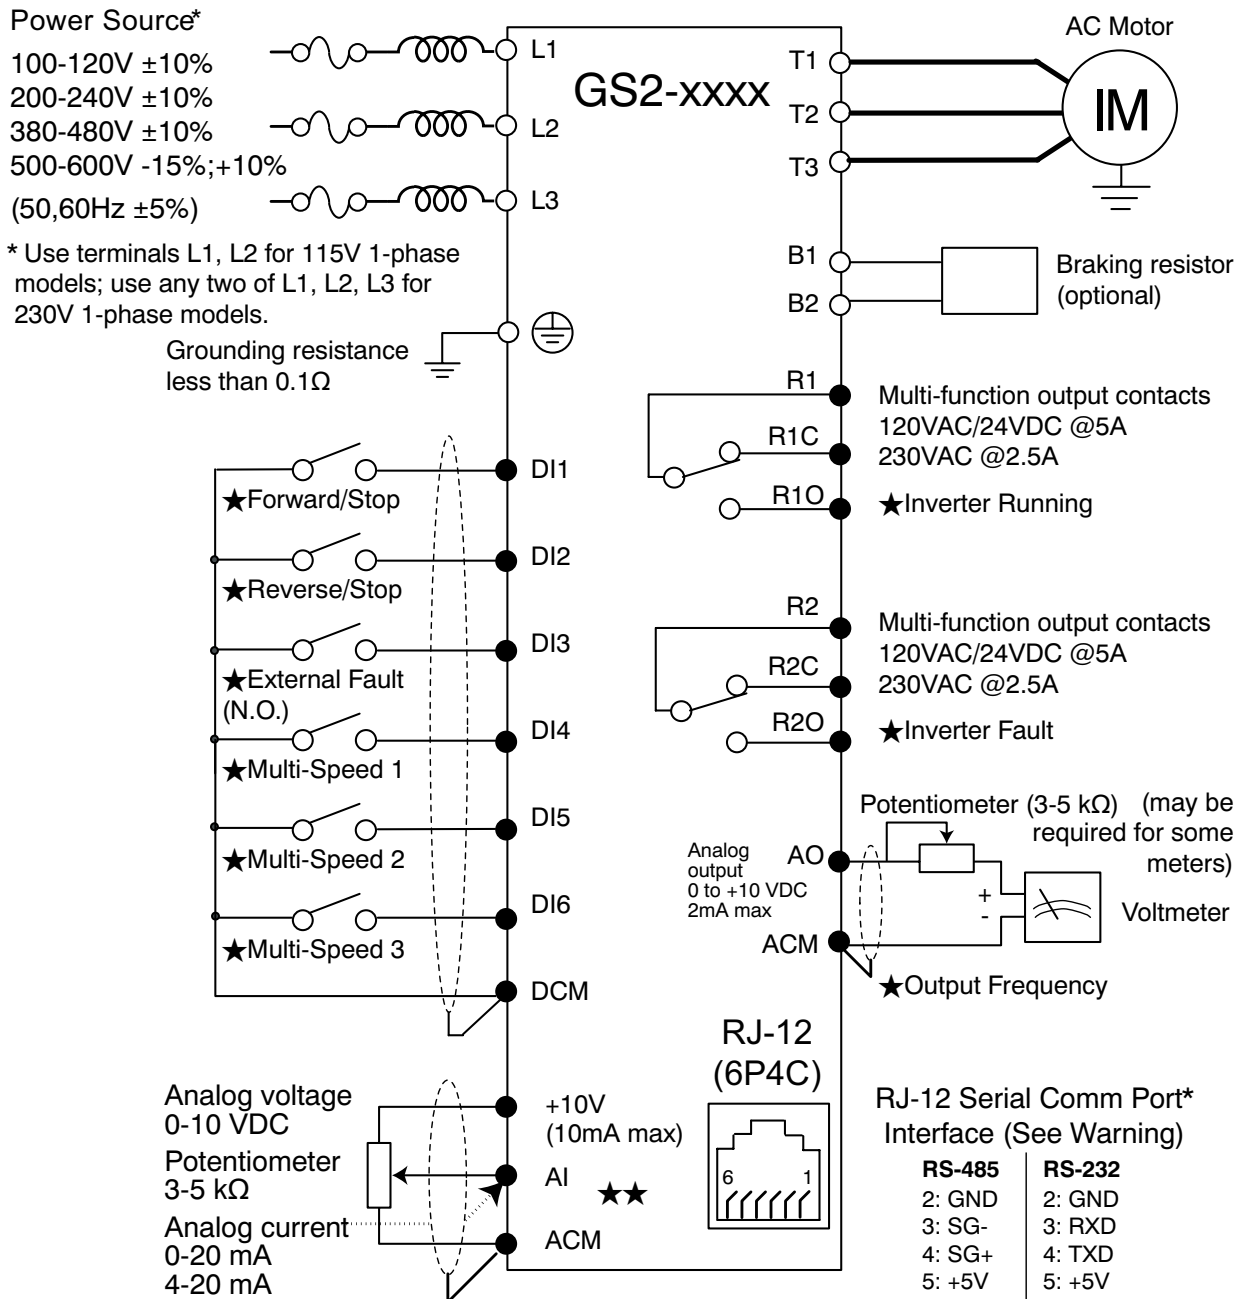 Power Source*
100-120V ±10%
200-240V ±10%
380-480V ±10%
500-600V -15%;+10%
(50,60Hz ±5%)
* Use terminals L1, L2 for 115V 1-phase
models; use any two of L1, L2, L3 for
230V 1-phase models.
Grounding resistance
less than 0.1Ω
L1
L2
L3
GS2-xxxx
T1
T2
T3
AC Motor
IM
B1
B2
Braking resistor
(optional)
R1
R1C
R1O
Multi-function output contacts
120VAC/24VDC @5A
230VAC @2.5A
★Inverter Running
R2
R2C
R2O
Multi-function output contacts
120VAC/24VDC @5A
230VAC @2.5A
★Inverter Fault
DI1
★Forward/Stop
DI2
★Reverse/Stop
DI3
★External Fault
(N.O.)
DI4
★Multi-Speed 1
DI5
★Multi-Speed 2
DI6
★Multi-Speed 3
DCM
Potentiometer (3-5 kΩ) (may be
required for some
meters)
Analog
output
0 to +10 VDC
2mA max
AO
ACM
+
-
Voltmeter
★Output Frequency
Analog voltage
0-10 VDC
Potentiometer
3-5 kΩ
Analog current
0-20 mA
4-20 mA
+10V
(10mA max)
AI
★★
ACM
RJ-12
(6P4C)
6 1
RJ-12 Serial Comm Port*
Interface (See Warning)
RS-485 RS-232
2: GND 2: GND
3: SG- 3: RXD
4: SG+ 4: TXD
5: +5V 5: +5V